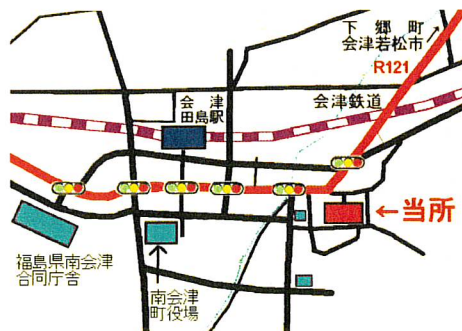 下郷町
会津若松市
R121
会津
田島駅
会津鉄道
←当所
福島県南会津
合同庁舎
南会津
町役場